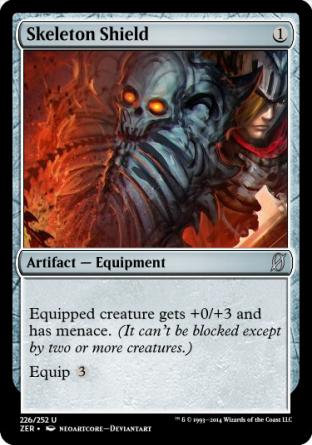 Skeleton Shield 1
Artifact — Equipment
Equipped creature gets +0/+3 and
has menace. (It can't be blocked except
by two or more creatures.)
Equip 3
226/252 U
ZER • NEOARTCORE—DEVIANTART
™ & © 1993–2014 Wizards of the Coast LLC